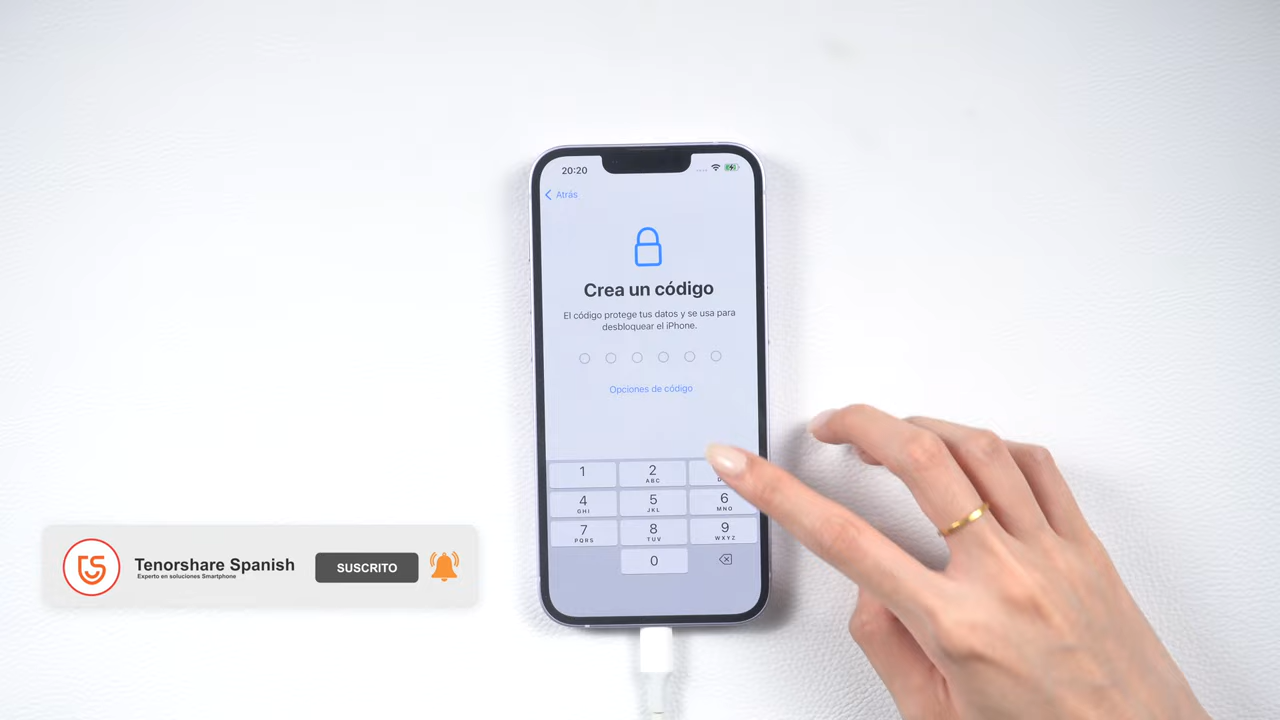 20:20
Atrás
Crea un código
El código protege tus datos y se usa para
desbloquear el iPhone.
Opciones de código
1
2
ABC
4
GHI
5
JKL
6
MNO
7
PQRS
8
TUV
9
WXYZ
0
Tenorshare Spanish
Experto en soluciones Smartphone
SUSCRITO